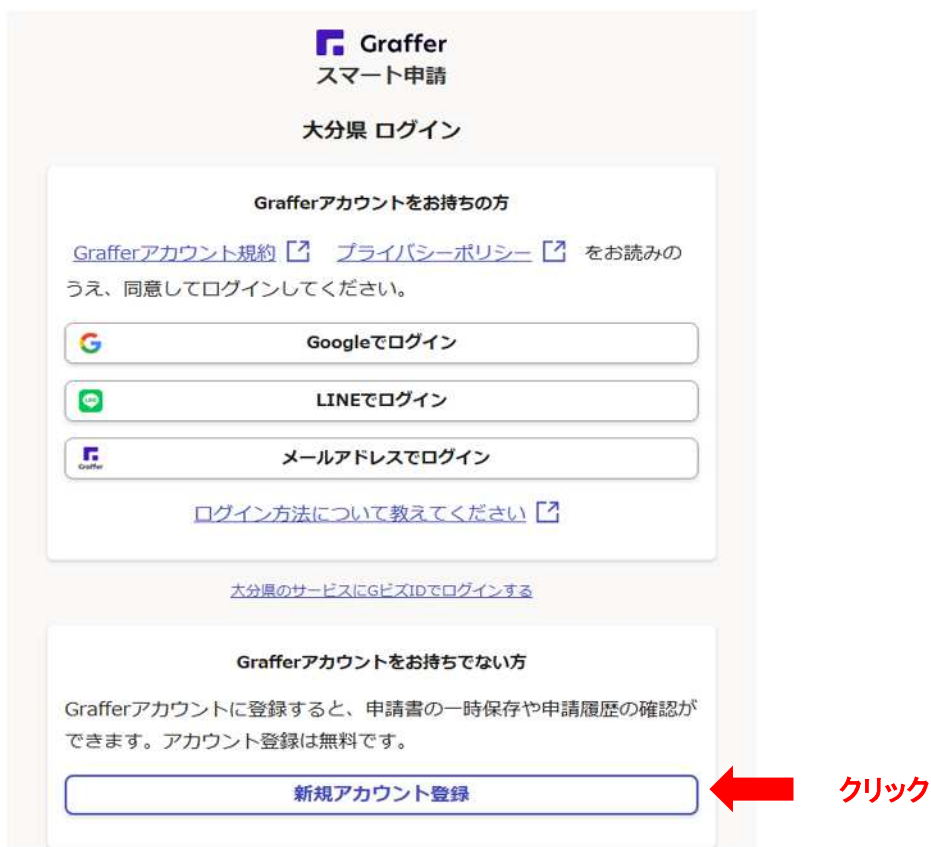 Graffer
スマート申請
大分県 ログイン
Grafferアカウントをお持ちの方
Grafferアカウント規約 プライバシーポリシー をお読みの
うえ、同意してログインしてください。
Googleでログイン
LINEでログイン
Graffer メールアドレスでログイン
ログイン方法について教えてください
大分県のサービスにGビズIDでログインする
Grafferアカウントをお持ちでない方
Grafferアカウントに登録すると、申請書の一時保存や申請履歴の確認が
できます。アカウント登録は無料です。
新規アカウント登録
クリック